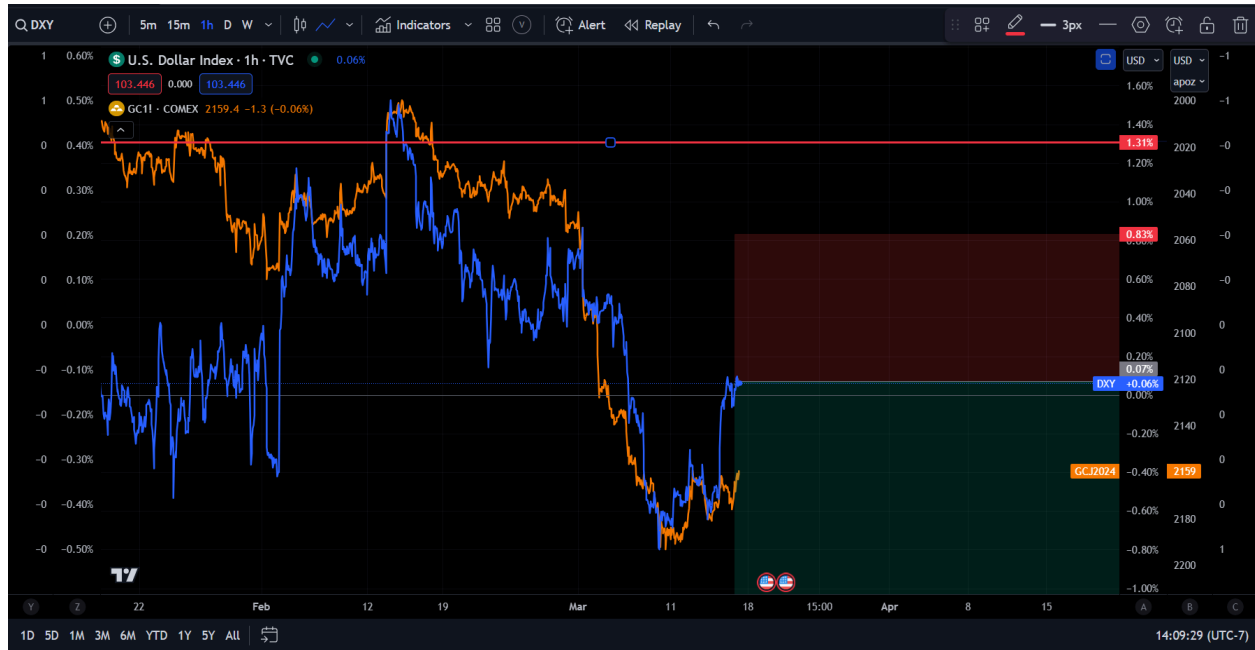 DXY 5m 15m 1h D W Indicators V Alert Replay 3px
1 0.60% $ U.S. Dollar Index · 1h · TVC 0.06% USD USD −1
103.446 0.000 103.446 apoz
1.60%
1 0.50% GC1! · COMEX 2159.4 −1.3 (−0.06%) 2000 −1
1.40%
0 0.40% 1.31% 2020 −0
1.20%
0 0.30% 2040 −0
1.00%
0 0.20% 0.83% 2060 −0
0.80%
0 0.10% 0.60% 2080 −0
0 0.00% 0.40% 2100 0
0.20%
−0 −0.10% 0.07% 2120 0
DXY +0.06%
0.00%
−0 −0.20% −0.20% 2140 0
−0 −0.30% GCJ2024 −0.40% 2159 0
−0 −0.40% −0.60% 2180 0
−0 −0.50% −0.80% 2200 1
−1.00%
Y Z 22 Feb 12 19 Mar 11 18 15:00 Apr 8 15 A B C
1D 5D 1M 3M 6M YTD 1Y 5Y All 14:09:29 (UTC-7)